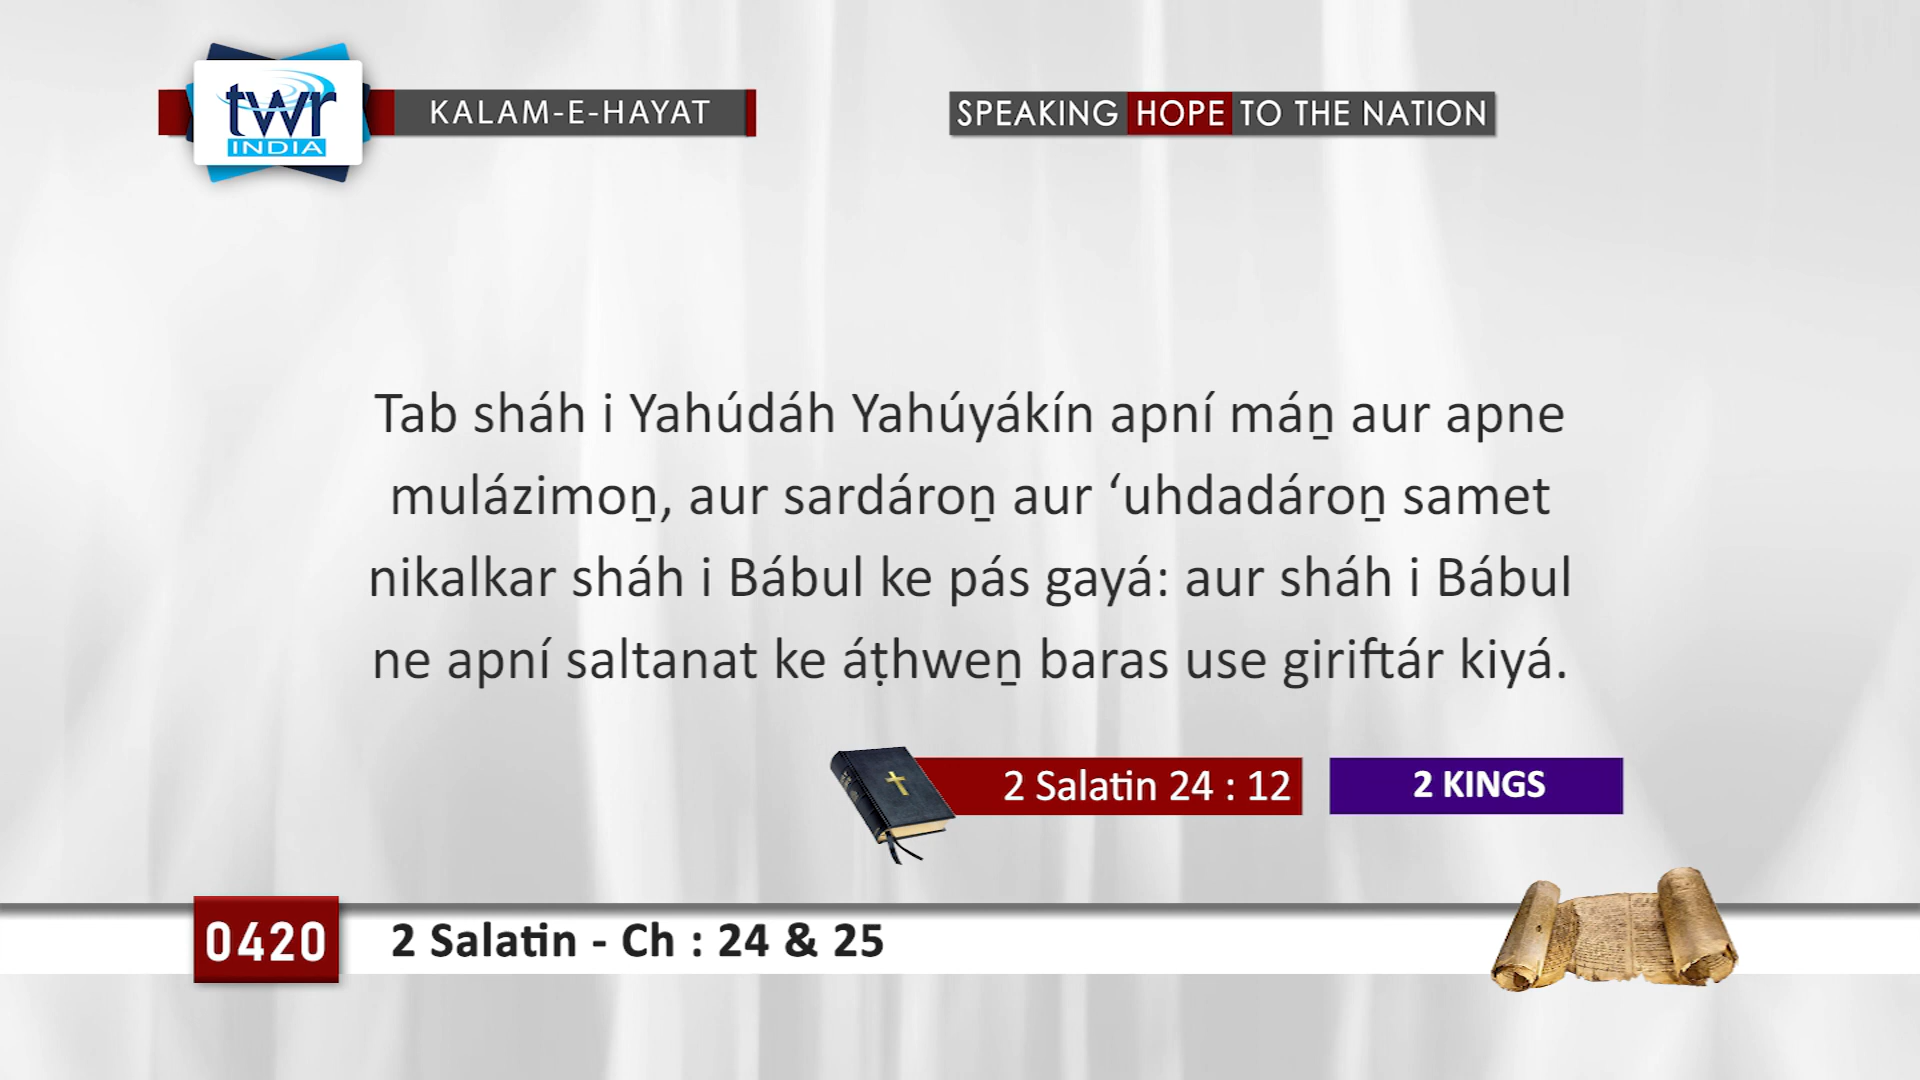 twr
INDIA
KALAM-E-HAYAT
SPEAKING HOPE TO THE NATION
Tab sháh i Yahúdáh Yahúyákín apní máṉ aur apne
mulázimoṉ, aur sardároṉ aur ‘uhdadároṉ samet
nikalkar sháh i Bábul ke pás gayá: aur sháh i Bábul
ne apní saltanat ke áṭhweṉ baras use giriftár kiyá.
2 Salatin 24 : 12
2 KINGS
0420
2 Salatin - Ch : 24 & 25